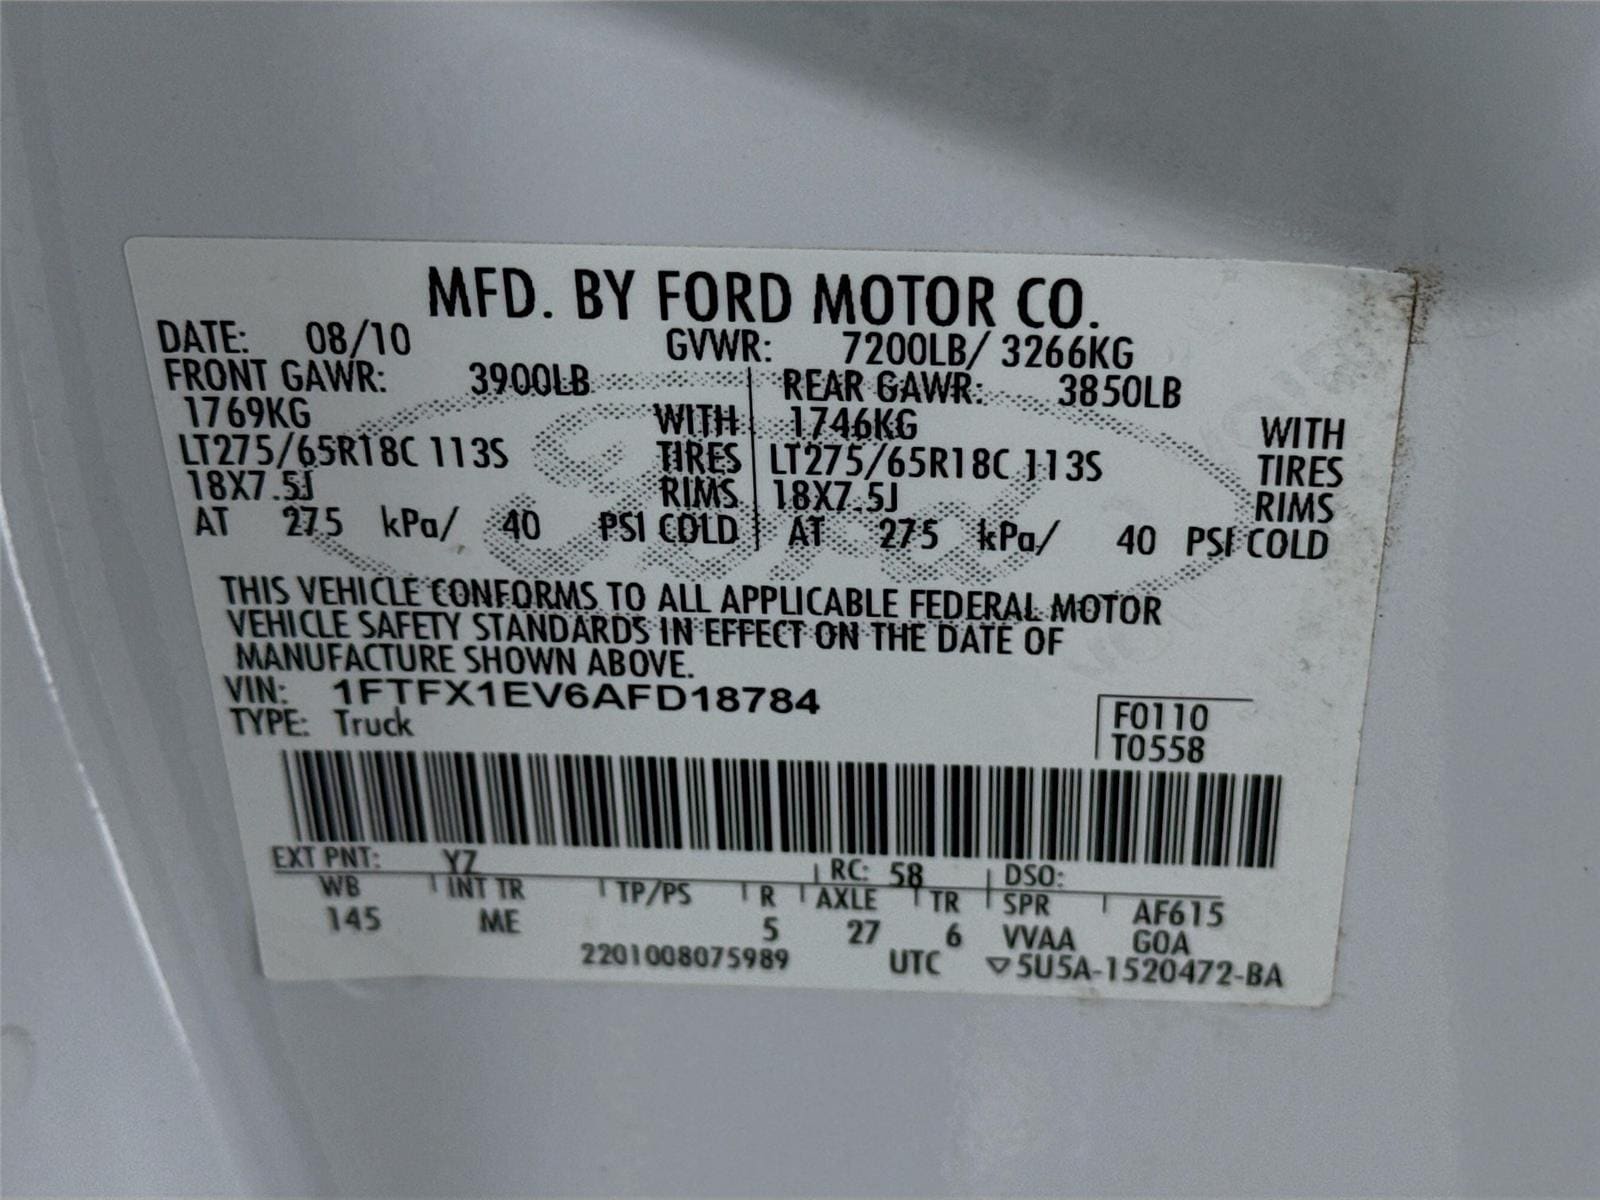 MFD. BY FORD MOTOR CO.
DATE: 08/10 GVWR: 7200LB/ 3266KG
FRONT GAWR: 3900LB REAR GAWR: 3850LB
1769KG WITH 1746KG WITH
LT275/65R18C 113S TIRES LT275/65R18C 113S TIRES
18X7.5J RIMS 18X7.5J RIMS
AT 275 kPa/ 40 PSI COLD AT 275 kPa/ 40 PSI COLD
THIS VEHICLE CONFORMS TO ALL APPLICABLE FEDERAL MOTOR
VEHICLE SAFETY STANDARDS IN EFFECT ON THE DATE OF
MANUFACTURE SHOWN ABOVE.
VIN: 1FTFX1EV6AFD18784
TYPE: Truck
F0110
T0558
EXT PNT: YZ RC: 58 DSO:
WB INT TR TP/PS R AXLE TR SPR AF615
145 ME 5 27 6 VVAA GOA
2201008075989 UTC ▽5U5A-1520472-BA